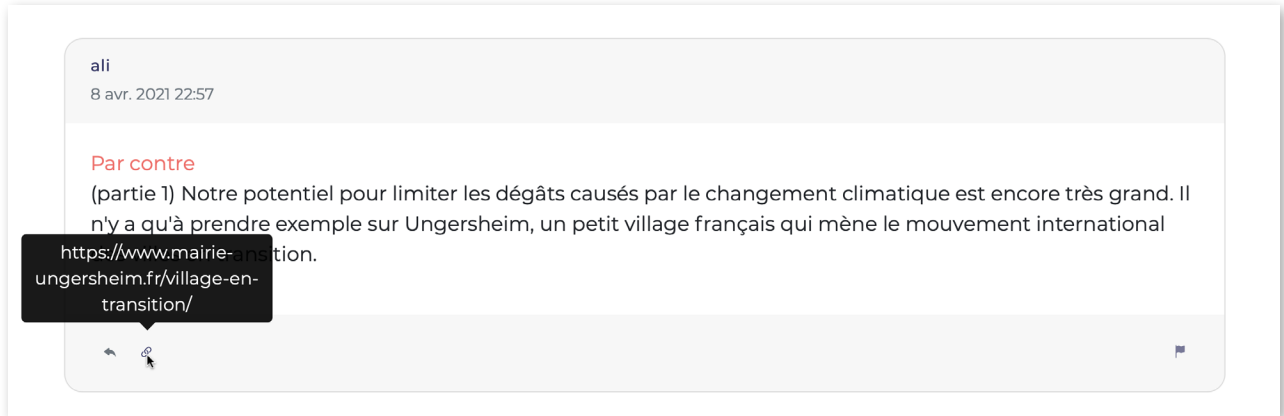 ali
8 avr. 2021 22:57
Par contre
(partie 1) Notre potentiel pour limiter les dégâts causés par le changement climatique est encore très grand. Il
n'y a qu'à prendre exemple sur Ungersheim, un petit village français qui mène le mouvement international
sition.
https://www.mairie-
ungersheim.fr/village-en-
transition/